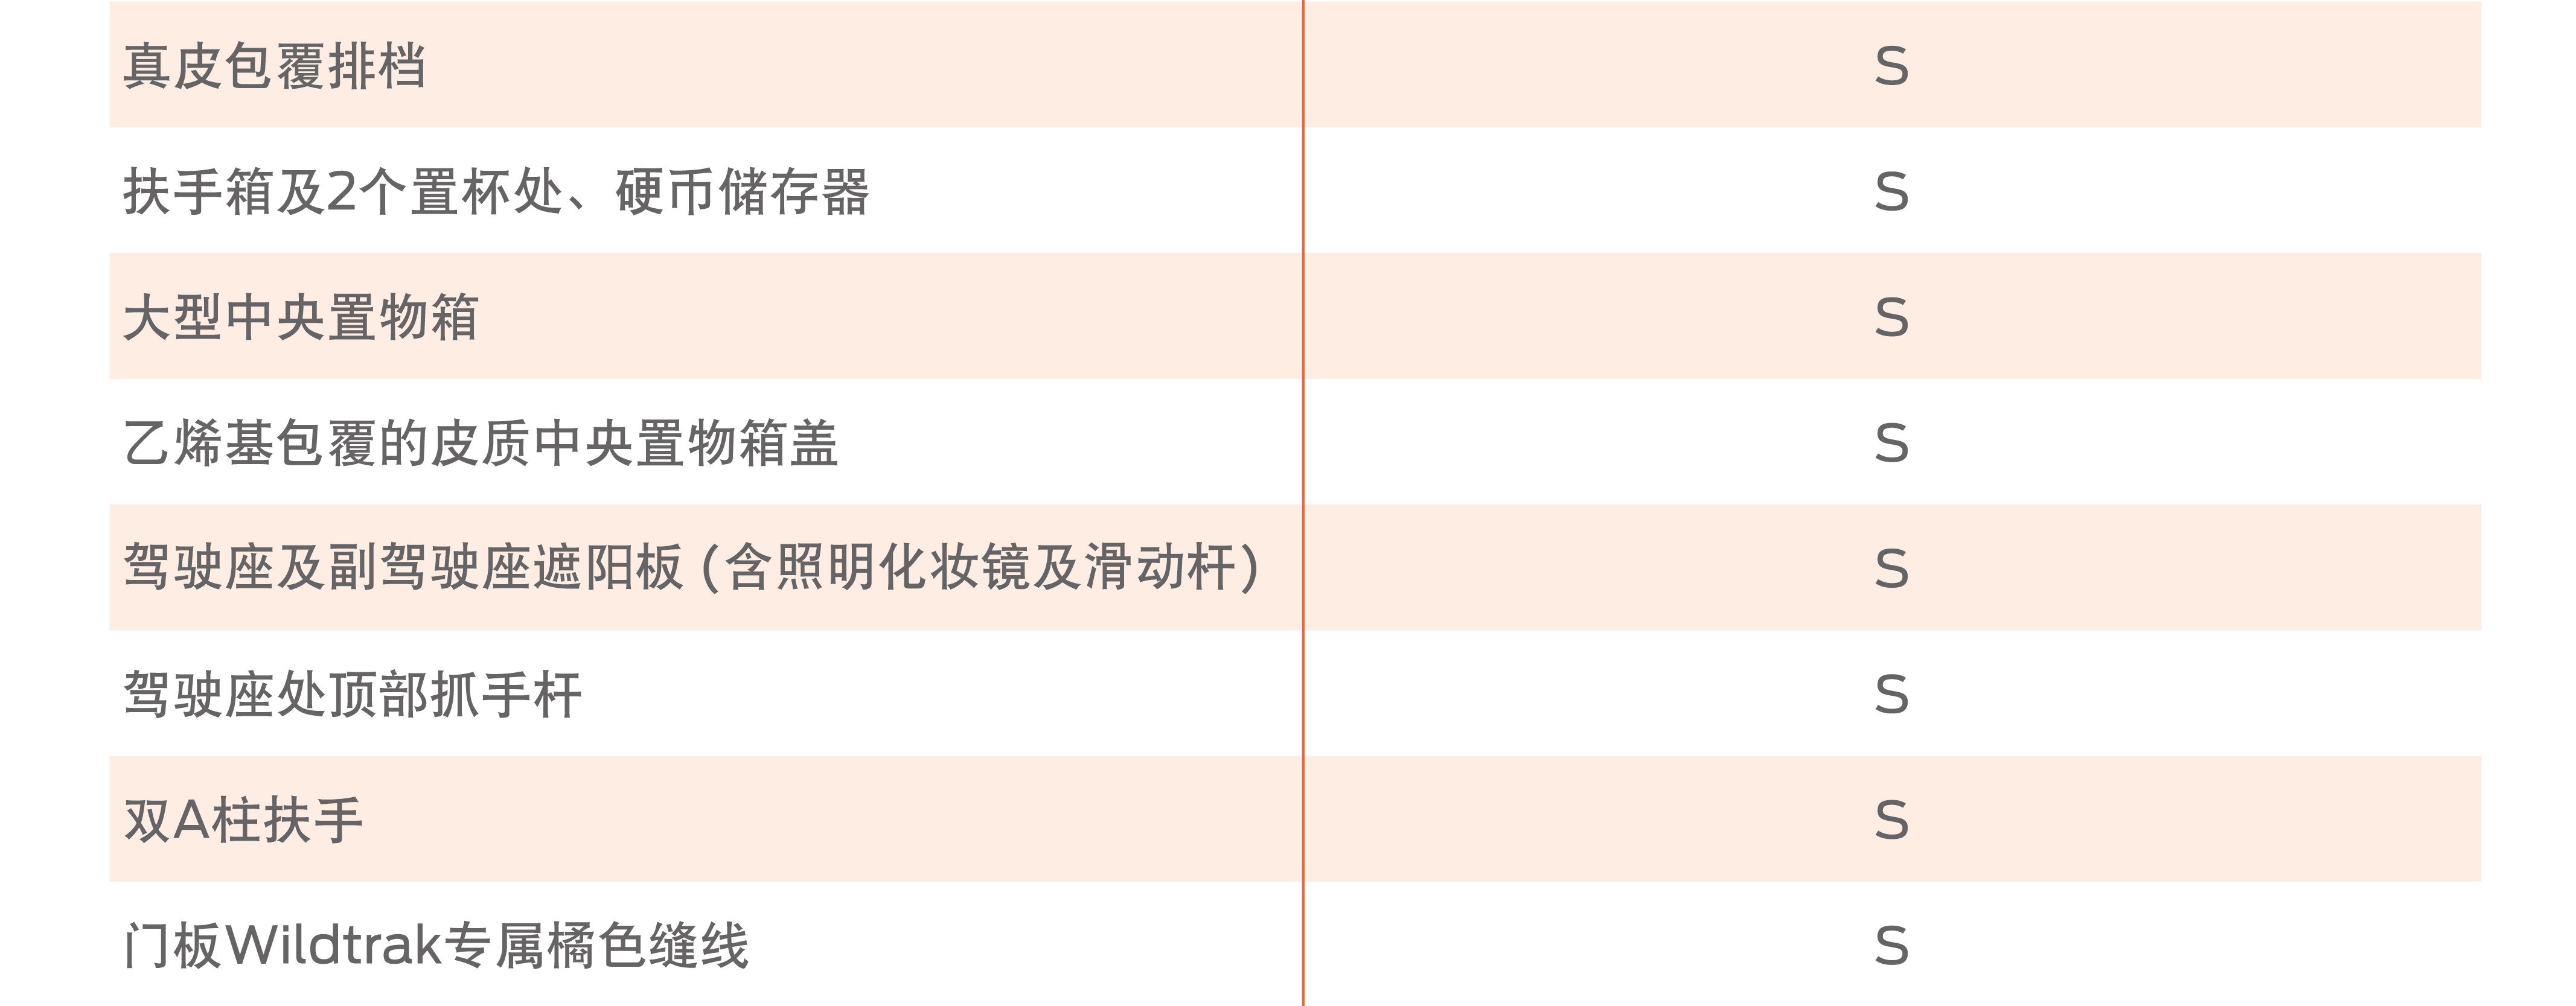 真皮包覆排档 S
扶手箱及2个置杯处、硬币储存器 S
大型中央置物箱 S
乙烯基包覆的皮质中央置物箱盖 S
驾驶座及副驾驶座遮阳板 (含照明化妆镜及滑动杆) S
驾驶座处顶部抓手杆 S
双A柱扶手 S
门板Wildtrak专属橘色缝线 S